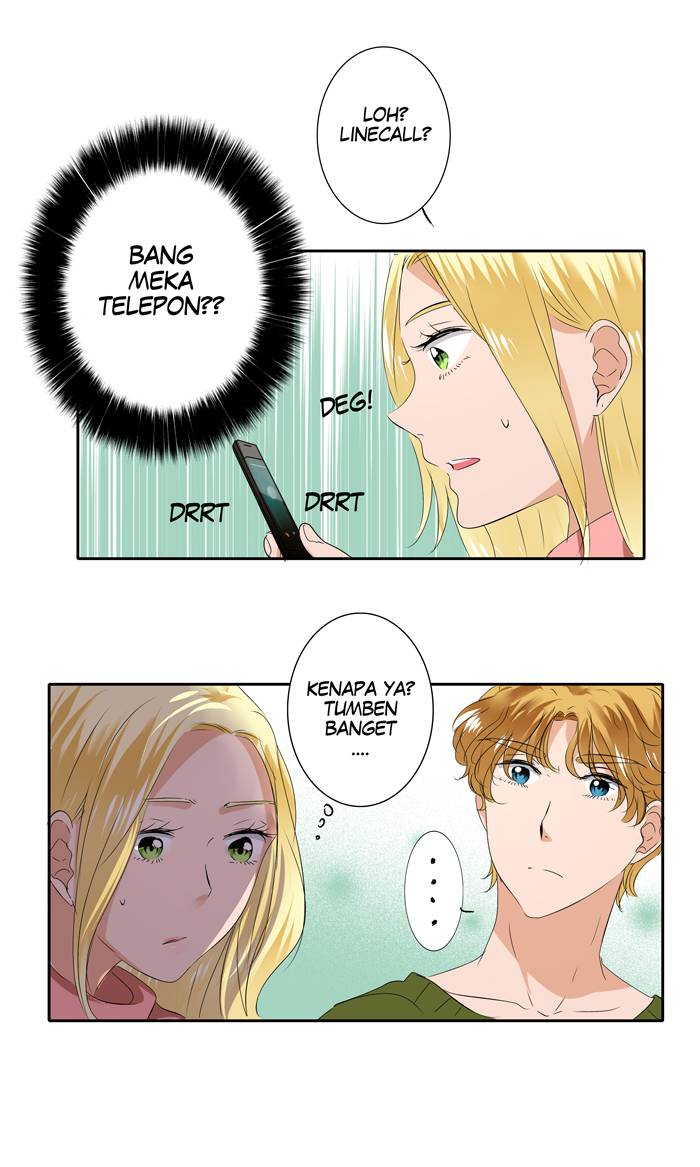 LOH?
LINECALL?
BANG
MEKA
TELEPON??
DEG!
DRRT
DRRT
KENAPA YA?
TUMBEN
BANGET
....
....